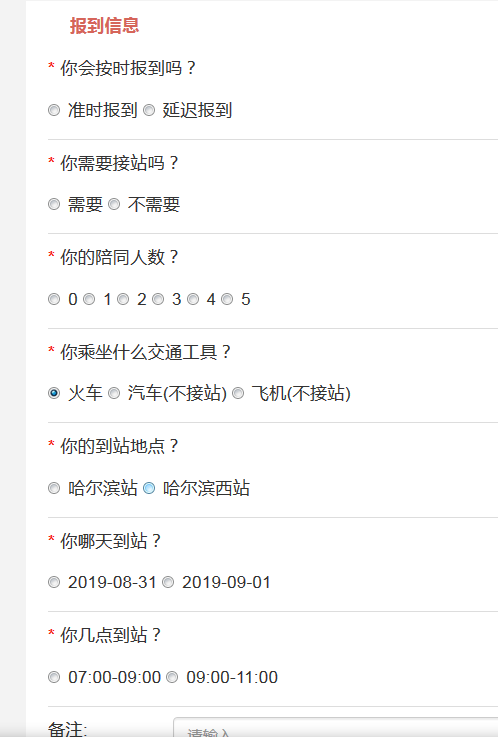 报到信息
* 你会按时报到吗？
准时报到 延迟报到
* 你需要接站吗？
需要 不需要
* 你的陪同人数？
0 1 2 3 4 5
* 你乘坐什么交通工具？
火车 汽车(不接站) 飞机(不接站)
* 你的到站地点？
哈尔滨站 哈尔滨西站
* 你哪天到站？
2019-08-31 2019-09-01
* 你几点到站？
07:00-09:00 09:00-11:00
备注: 请输入